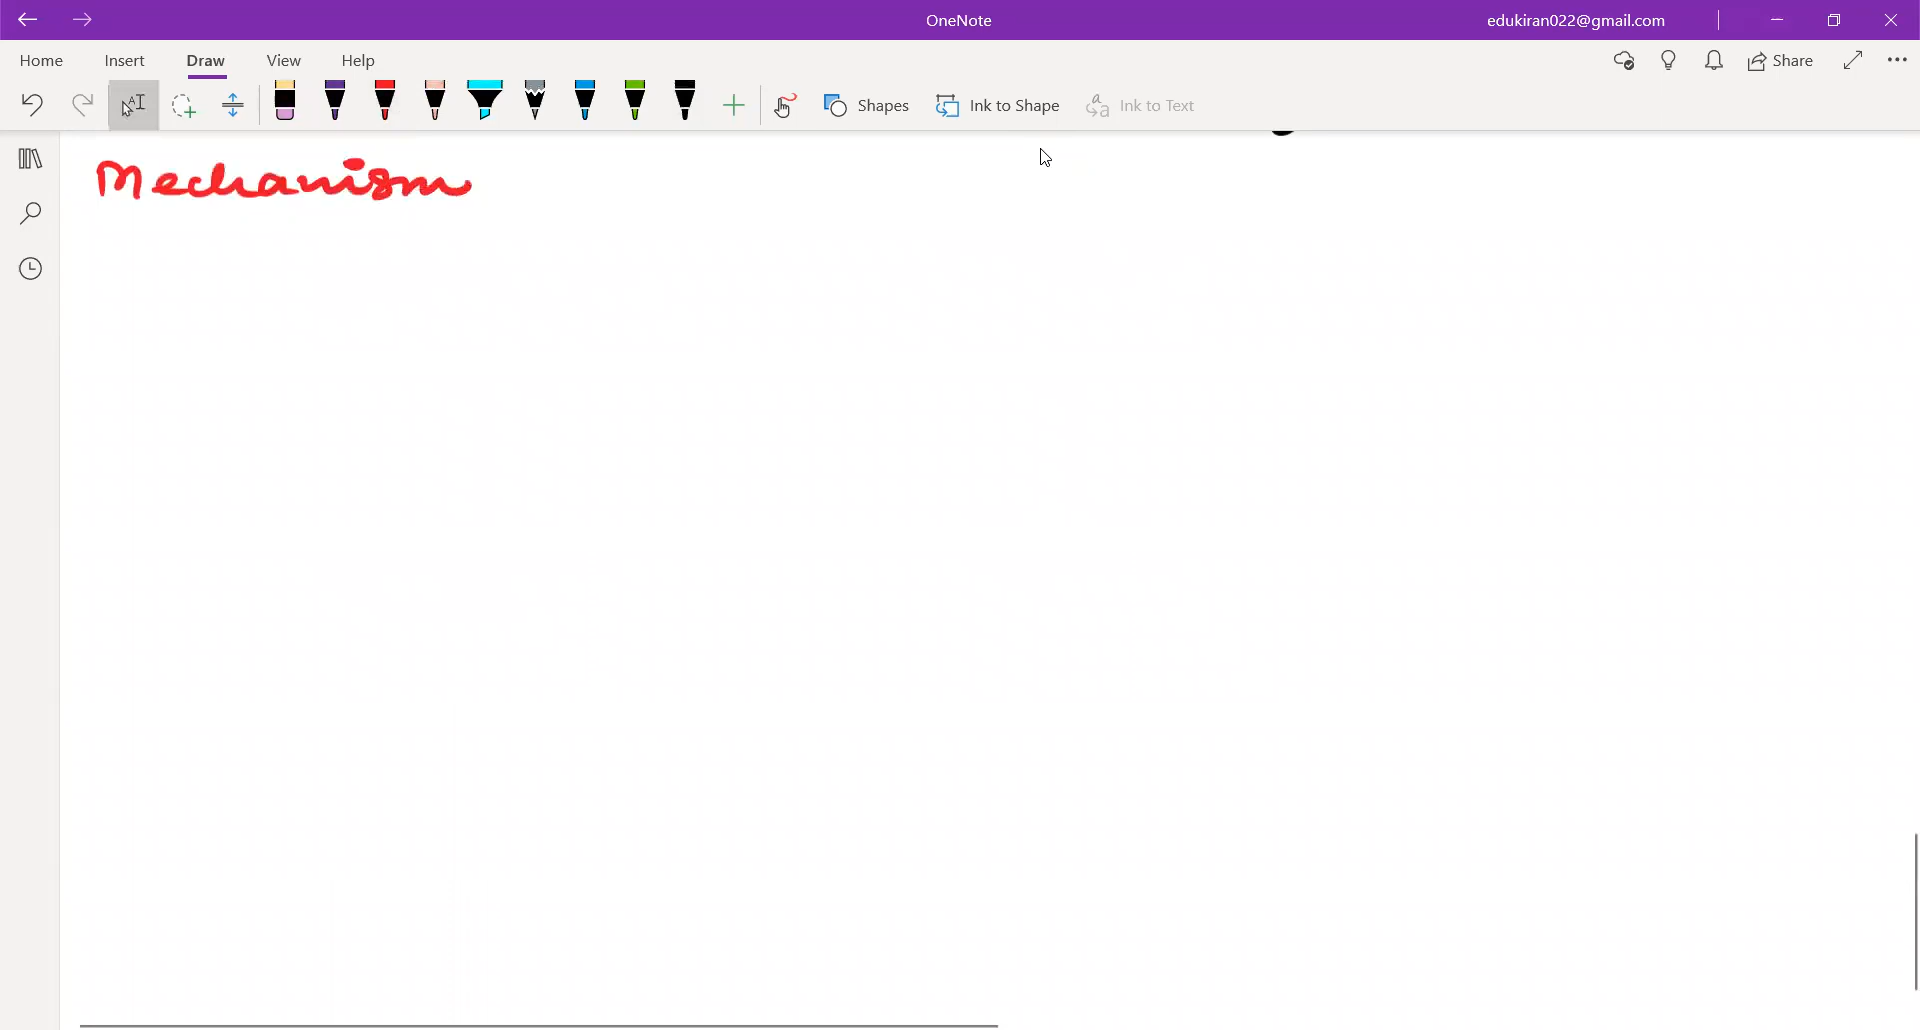 OneNote
edukiran022@gmail.com
Home Insert Draw View Help
Share
Shapes Ink to Shape Ink to Text
Mechanism